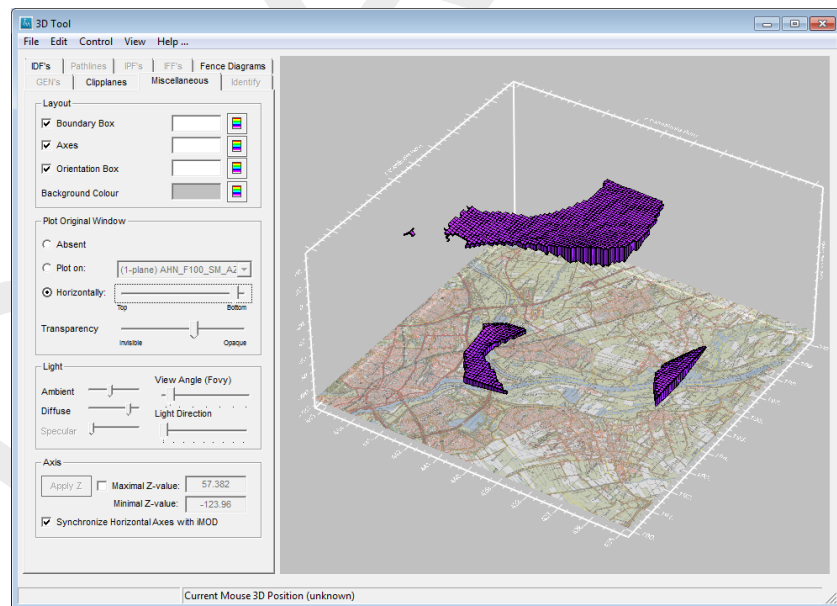 3D Tool
File Edit Control View Help ...
IDF's Pathlines IPF's IFF's Fence Diagrams
GEN's Clipplanes Miscellaneous Identify
Layout
Boundary Box
Axes
Orientation Box
Background Colour
Plot Original Window
Absent
Plot on: (1-plane) AHN_F100_SM_AZ
Horizontally:
Top Bottom
Transparency
Invisible Opaque
Light
Ambient View Angle (Fovy)
Diffuse Light Direction
Specular
Axis
Apply Z Maximal Z-value: 57.382
Minimal Z-value: -123.96
Synchronize Horizontal Axes with iMOD
Current Mouse 3D Position (unknown)